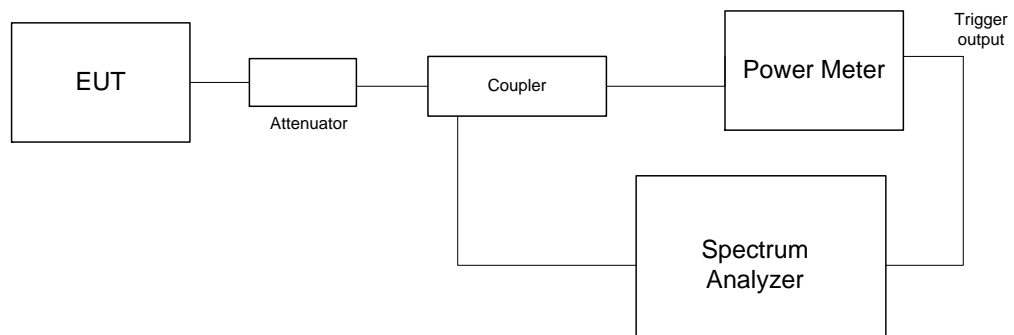 EUT
Attenuator
Coupler
Power Meter
Trigger
output
Spectrum
Analyzer